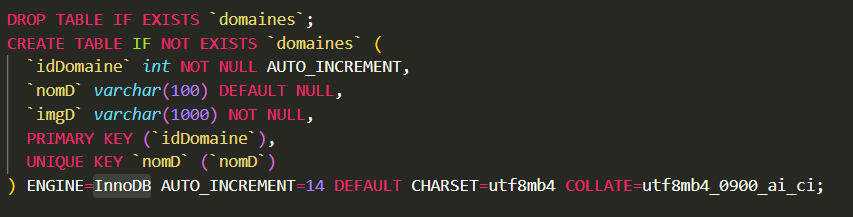 DROP TABLE IF EXISTS `domaines`;
CREATE TABLE IF NOT EXISTS `domaines` (
  `idDomaine` int NOT NULL AUTO_INCREMENT,
  `nomD` varchar(100) DEFAULT NULL,
  `imgD` varchar(1000) NOT NULL,
  PRIMARY KEY (`idDomaine`),
  UNIQUE KEY `nomD` (`nomD`)
) ENGINE=InnoDB AUTO_INCREMENT=14 DEFAULT CHARSET=utf8mb4 COLLATE=utf8mb4_0900_ai_ci;